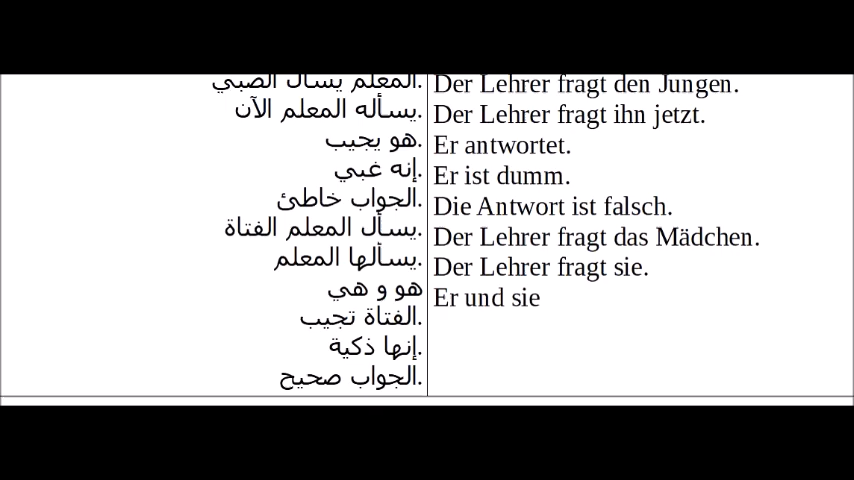 .المعلم يسأل الصبي
.يسأله المعلم الآن
.هو يجيب
.إنه غبي
.الجواب خاطئ
.يسأل المعلم الفتاة
.يسألها المعلم
هو و هي
.الفتاة تجيب
.إنها ذكية
.الجواب صحيح
Der Lehrer fragt den Jungen.
Der Lehrer fragt ihn jetzt.
Er antwortet.
Er ist dumm.
Die Antwort ist falsch.
Der Lehrer fragt das Mädchen.
Der Lehrer fragt sie.
Er und sie